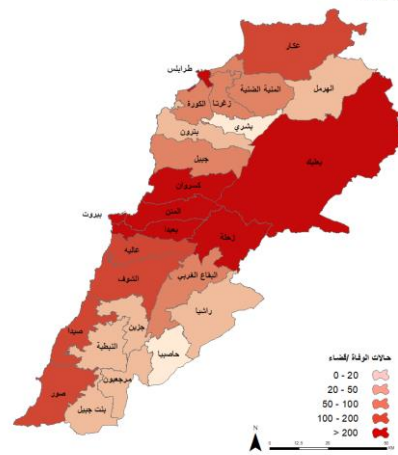 عكار
طرابلس
الهرمل
المنية الضنية
زغرتا
الكورة
بشري
بترون
بعلبك
جبيل
كسروان
المتن
بيروت
بعبدا
زحلة
عاليه
البقاع الغربي
الشوف
راشيا
جزين
صيدا
النبطية
حاصبيا
مرجعيون
صور
بنت جبيل
حالات الوفاة /قضاء
0 - 20
20 - 50
50 - 100
100 - 200
> 200
N